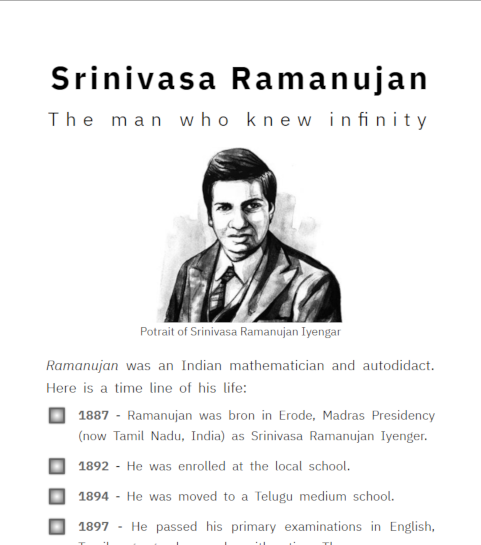 Srinivasa Ramanujan
The man who knew infinity
Potrait of Srinivasa Ramanujan Iyengar
Ramanujan was an Indian mathematician and autodidact.
Here is a time line of his life:
1887 - Ramanujan was bron in Erode, Madras Presidency
(now Tamil Nadu, India) as Srinivasa Ramanujan Iyenger.
1892 - He was enrolled at the local school.
1894 - He was moved to a Telugu medium school.
1897 - He passed his primary examinations in English,